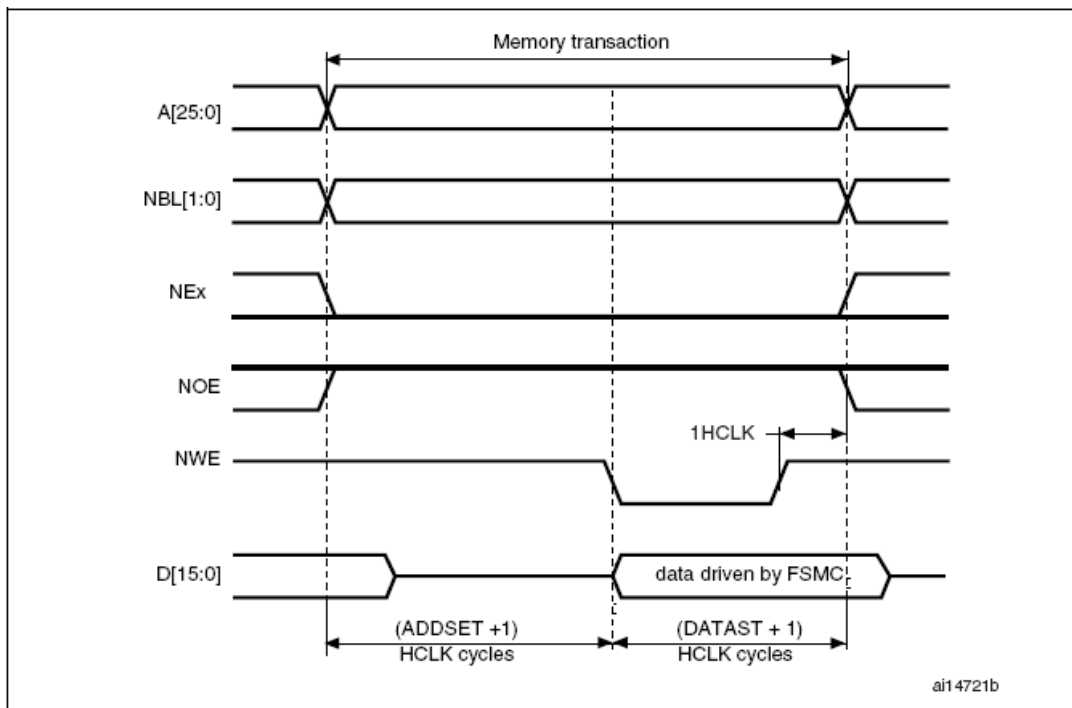 Memory transaction
A[25:0]
NBL[1:0]
NEx
NOE
1HCLK
NWE
D[15:0]
data driven by FSMC
(ADDSET +1)
HCLK cycles
(DATAST + 1)
HCLK cycles
ai14721b